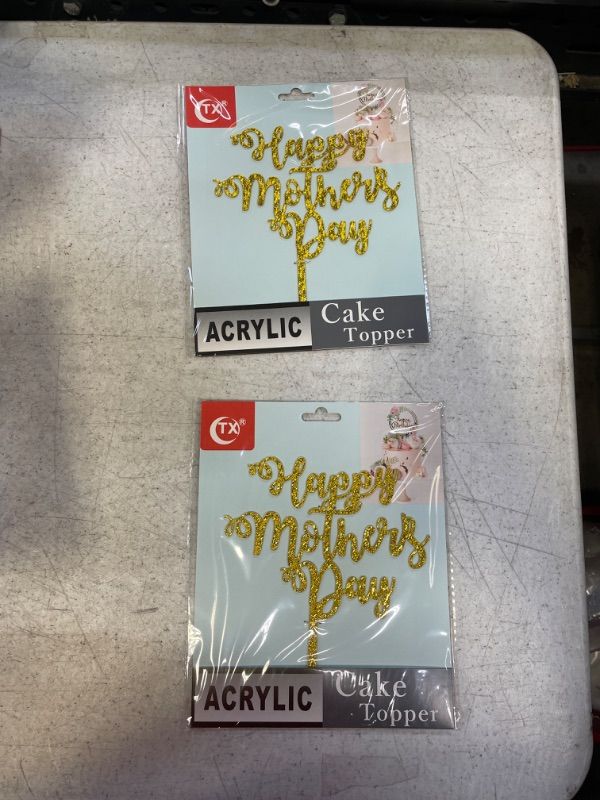 TX®
Happy
Mothers
Day
ACRYLIC
Cake
Topper
TX®
Happy
Mothers
Day
ACRYLIC
Cake
Topper